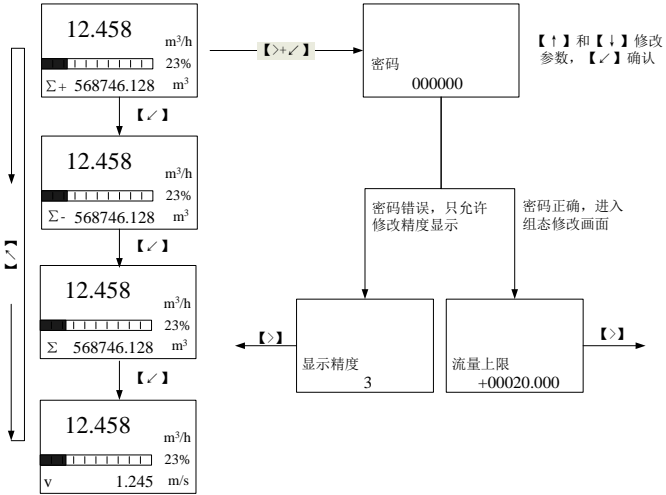 12.458
m³/h
23%
Σ+ 568746.128 m³
【↙】
12.458
m³/h
23%
Σ- 568746.128 m³
【↙】
12.458
m³/h
23%
Σ 568746.128 m³
【↙】
12.458
m³/h
23%
v 1.245 m/s
【↗】
【>+↙】
密码
000000
【↑】和【↓】修改
参数，【↙】确认
密码错误，只允许
修改精度显示
密码正确，进入
组态修改画面
【>】
显示精度
3
流量上限
+00020.000
【>】